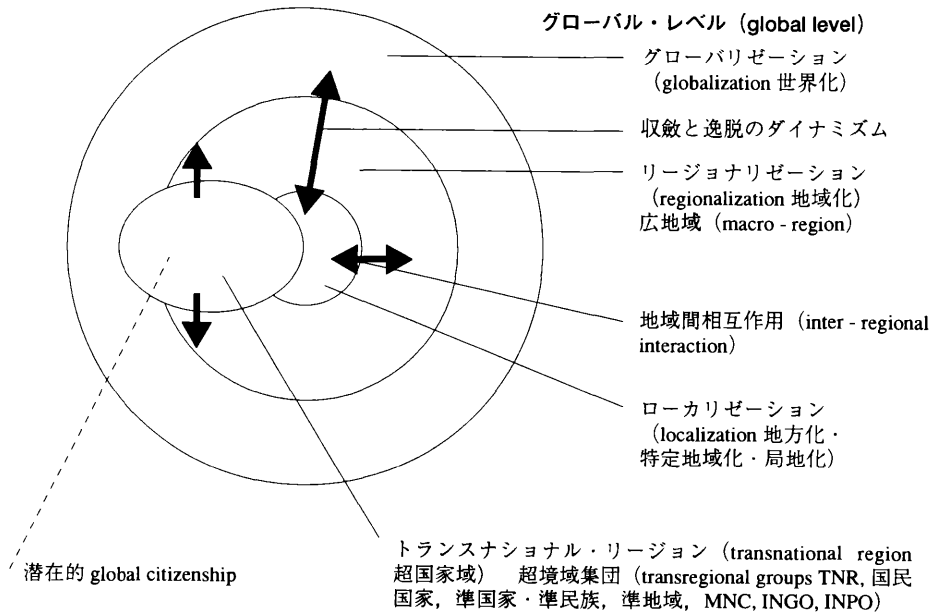 グローバル・レベル（global level）
グローバリゼーション
（globalization 世界化）
収斂と逸脱のダイナミズム
リージョナリゼーション
（regionalization 地域化）
広地域（macro - region）
地域間相互作用（inter - regional
interaction）
ローカリゼーション
（localization 地方化・
特定地域化・局地化）
潜在的 global citizenship
トランスナショナル・リージョン（transnational region
超国家域） 超境域集団（transregional groups TNR, 国民
国家，準国家・準民族，準地域，MNC, INGO, INPO）